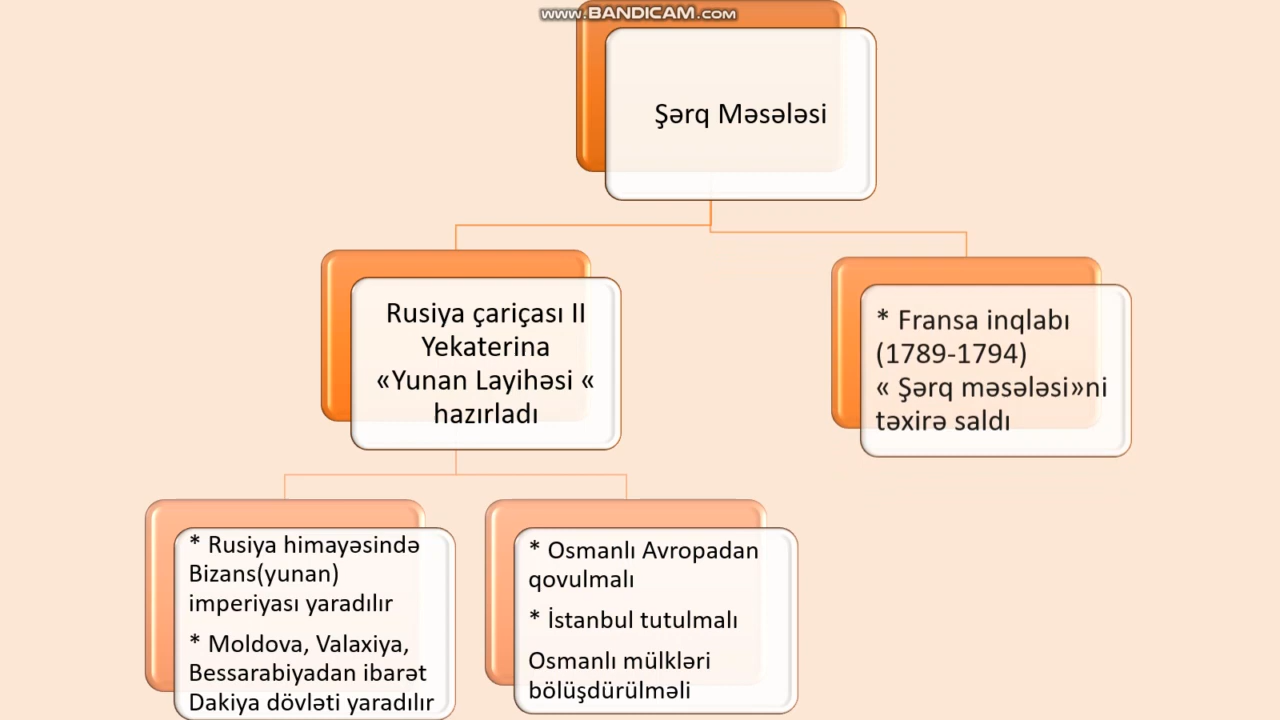 www.BANDICAM.com
Şərq Məsələsi
Rusiya çariçası II
Yekaterina
«Yunan Layihəsi «
hazırladı
* Fransa inqlabı
(1789-1794)
« Şərq məsələsi»ni
təxirə saldı
* Rusiya himayəsində
Bizans(yunan)
imperiyası yaradılır
* Moldova, Valaxiya,
Bessarabiyadan ibarət
Dakiya dövləti yaradılır
* Osmanlı Avropadan
qovulmalı
* İstanbul tutulmalı
Osmanlı mülkləri
bölüşdürülməli